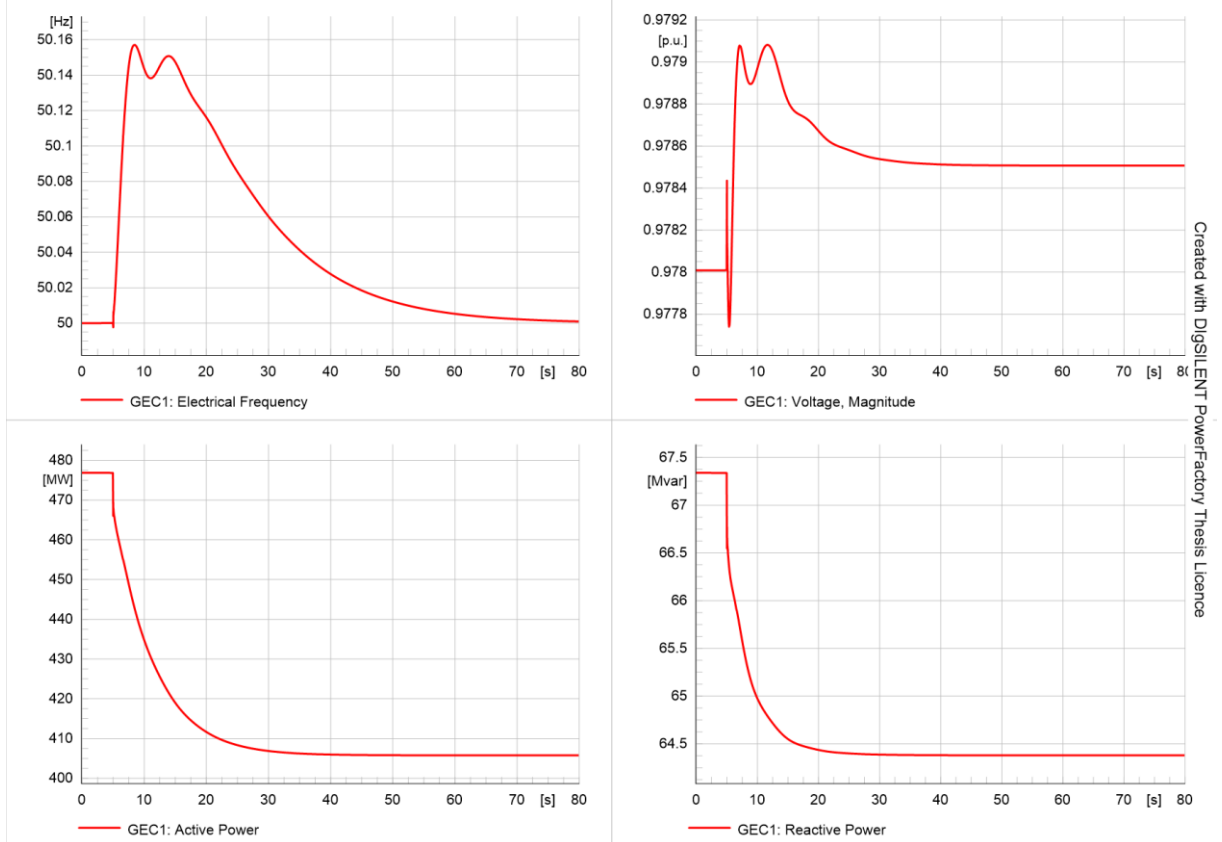 [Hz]
50.16
50.14
50.12
50.1
50.08
50.06
50.04
50.02
50
0 10 20 30 40 50 60 70 [s] 80
GEC1: Electrical Frequency
0.9792
[p.u.]
0.979
0.9788
0.9786
0.9784
0.9782
0.978
0.9778
0 10 20 30 40 50 60 70 [s] 80
GEC1: Voltage, Magnitude
480
[MW]
470
460
450
440
430
420
410
400
0 10 20 30 40 50 60 70 [s] 80
GEC1: Active Power
67.5
[Mvar]
67
66.5
66
65.5
65
64.5
0 10 20 30 40 50 60 70 [s] 80
GEC1: Reactive Power
Created with DIgSILENT PowerFactory Thesis Licence